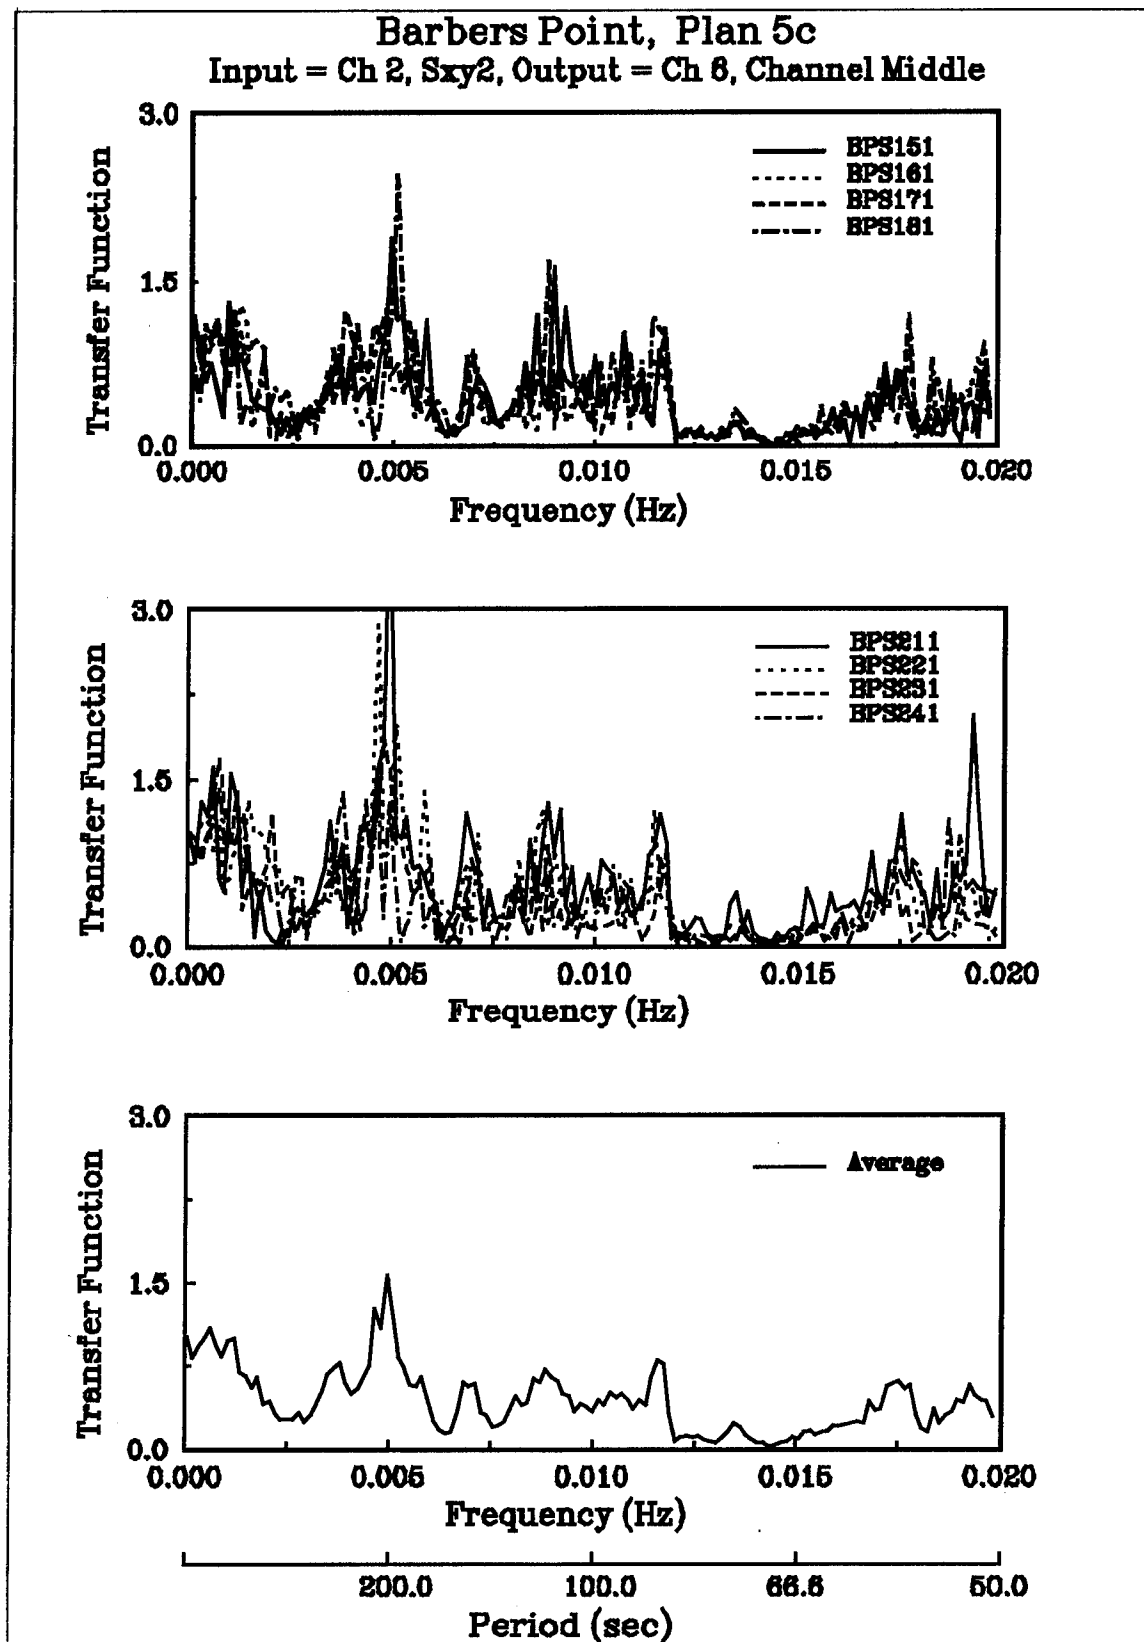 Barbers Point, Plan 5c
Input = Ch 2, Sxy2, Output = Ch 6, Channel Middle
3.0
1.5
0.0
Transfer Function
BPS151
BPS161
BPS171
BPS181
0.000 0.005 0.010 0.015 0.020
Frequency (Hz)
3.0
1.5
0.0
Transfer Function
BPS211
BPS221
BPS231
BPS241
0.000 0.005 0.010 0.015 0.020
Frequency (Hz)
3.0
1.5
0.0
Transfer Function
Average
0.000 0.005 0.010 0.015 0.020
Frequency (Hz)
200.0 100.0 66.6 50.0
Period (sec)